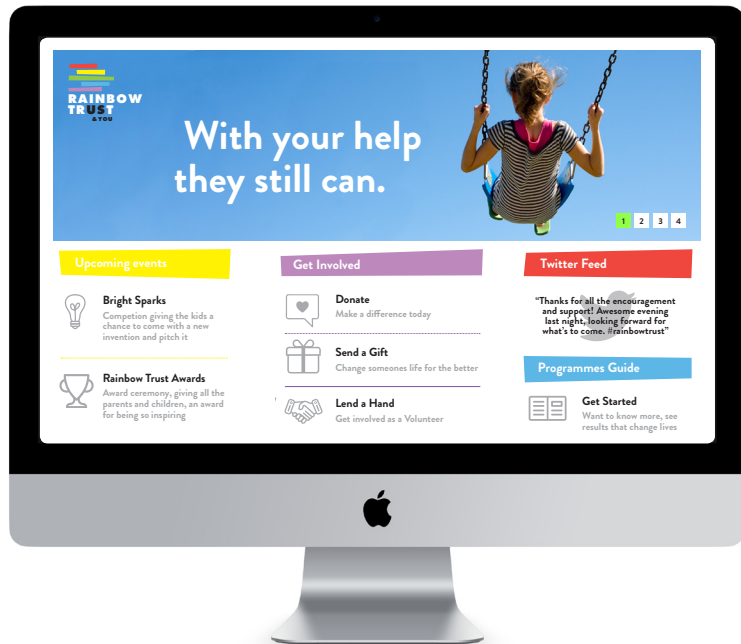 RAINBOW
TRUST
& YOU
With your help
they still can.
1 2 3 4
Upcoming events
Bright Sparks
Competion giving the kids a
chance to come with a new
invention and pitch it
Rainbow Trust Awards
Award ceremony, giving all the
parents and children, an award
for being so inspiring
Get Involved
Donate
Make a difference today
Send a Gift
Change someones life for the better
Lend a Hand
Get involved as a Volunteer
Twitter Feed
“Thanks for all the encouragement
and support! Awesome evening
last night, looking forward for
what’s to come. #rainbowtrust”
Programmes Guide
Get Started
Want to know more, see
results that change lives